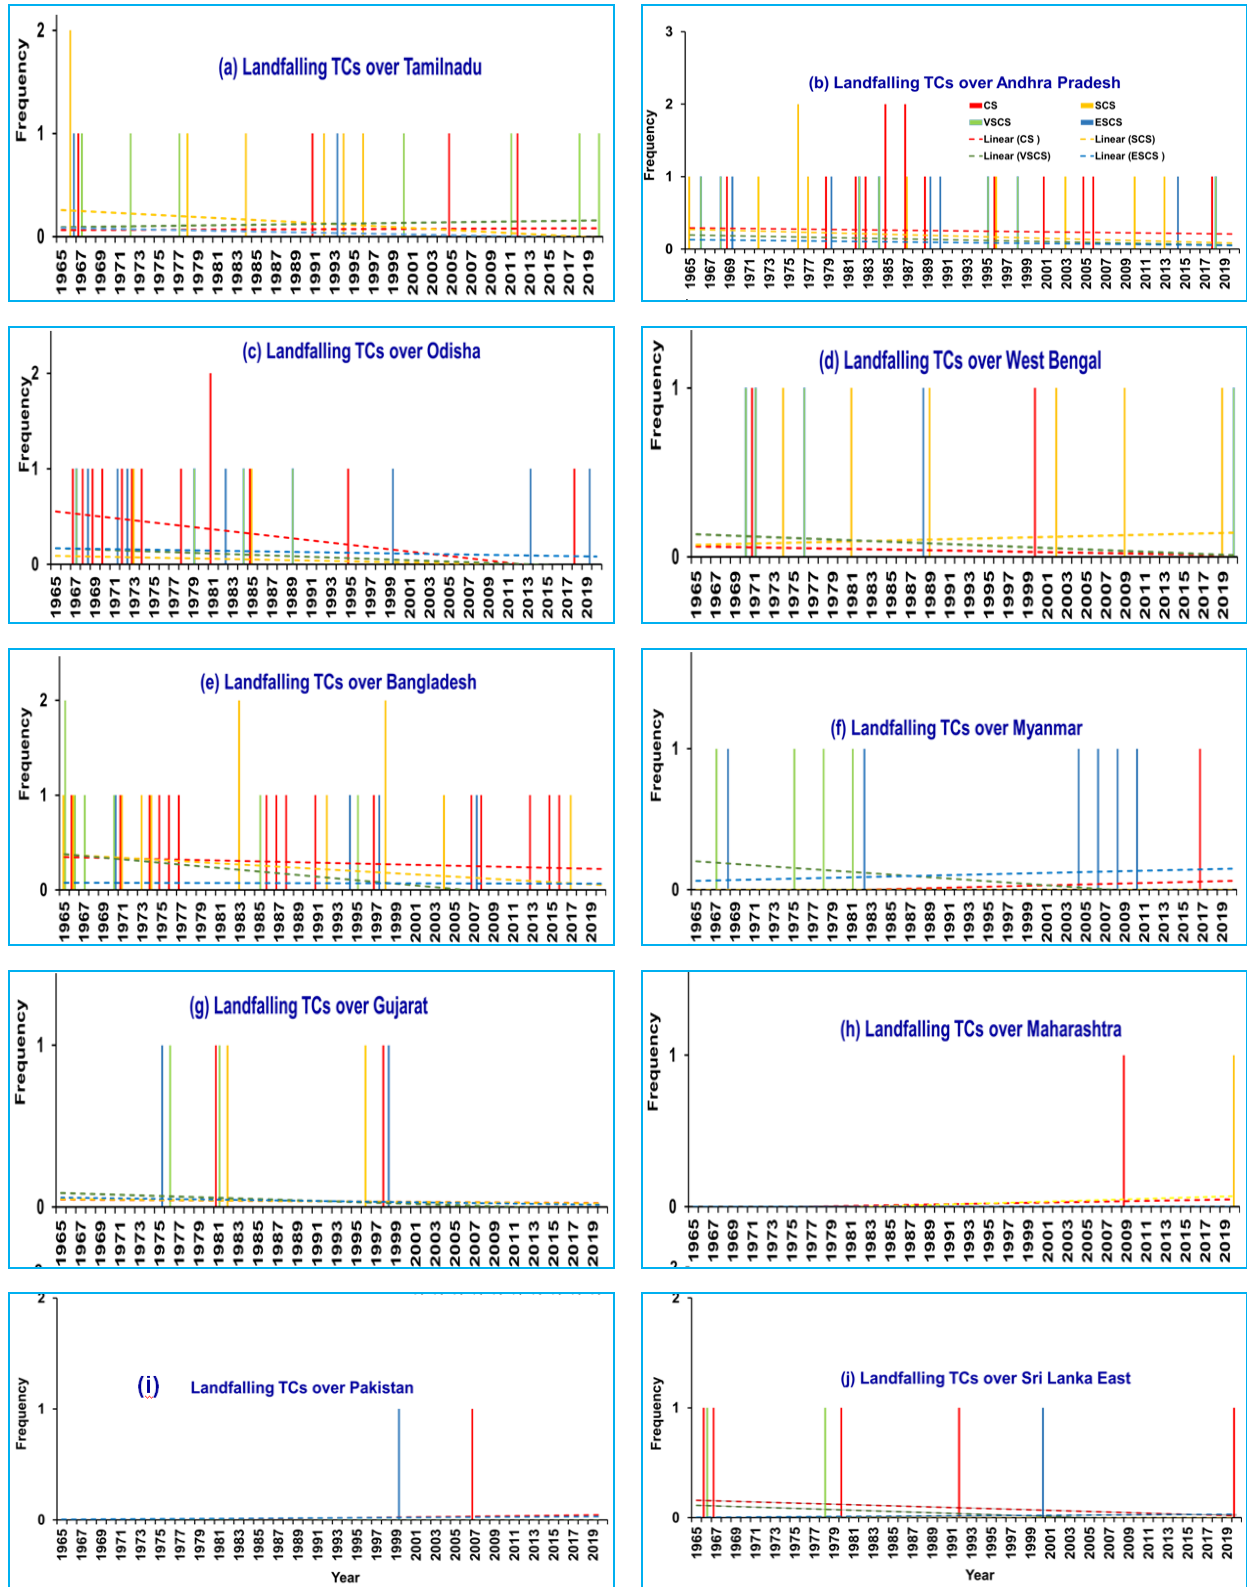 2
1
0
Frequency
(a) Landfalling TCs over Tamilnadu
1965 1967 1969 1971 1973 1975 1977 1979 1981 1983 1985 1987 1989 1991 1993 1995 1997 1999 2001 2003 2005 2007 2009 2011 2013 2015 2017 2019
3
2
1
0
Frequency
(b) Landfalling TCs over Andhra Pradesh
CS SCS
VSCS ESCS
Linear (CS ) Linear (SCS)
Linear (VSCS) Linear (ESCS )
1965 1967 1969 1971 1973 1975 1977 1979 1981 1983 1985 1987 1989 1991 1993 1995 1997 1999 2001 2003 2005 2007 2009 2011 2013 2015 2017 2019
2
1
0
Frequency
(c) Landfalling TCs over Odisha
1965 1967 1969 1971 1973 1975 1977 1979 1981 1983 1985 1987 1989 1991 1993 1995 1997 1999 2001 2003 2005 2007 2009 2011 2013 2015 2017 2019
1
0
Frequency
(d) Landfalling TCs over West Bengal
1965 1967 1969 1971 1973 1975 1977 1979 1981 1983 1985 1987 1989 1991 1993 1995 1997 1999 2001 2003 2005 2007 2009 2011 2013 2015 2017 2019
2
1
0
Frequency
(e) Landfalling TCs over Bangladesh
1965 1967 1969 1971 1973 1975 1977 1979 1981 1983 1985 1987 1989 1991 1993 1995 1997 1999 2001 2003 2005 2007 2009 2011 2013 2015 2017 2019
1
0
Frequency
(f) Landfalling TCs over Myanmar
1965 1967 1969 1971 1973 1975 1977 1979 1981 1983 1985 1987 1989 1991 1993 1995 1997 1999 2001 2003 2005 2007 2009 2011 2013 2015 2017 2019
1
0
Frequency
(g) Landfalling TCs over Gujarat
1965 1967 1969 1971 1973 1975 1977 1979 1981 1983 1985 1987 1989 1991 1993 1995 1997 1999 2001 2003 2005 2007 2009 2011 2013 2015 2017 2019
1
0
Frequency
(h) Landfalling TCs over Maharashtra
1965 1967 1969 1971 1973 1975 1977 1979 1981 1983 1985 1987 1989 1991 1993 1995 1997 1999 2001 2003 2005 2007 2009 2011 2013 2015 2017 2019
2
1
0
Frequency
(i) Landfalling TCs over Pakistan
1965 1967 1969 1971 1973 1975 1977 1979 1981 1983 1985 1987 1989 1991 1993 1995 1997 1999 2001 2003 2005 2007 2009 2011 2013 2015 2017 2019
Year
2
1
0
Frequency
(j) Landfalling TCs over Sri Lanka East
1965 1967 1969 1971 1973 1975 1977 1979 1981 1983 1985 1987 1989 1991 1993 1995 1997 1999 2001 2003 2005 2007 2009 2011 2013 2015 2017 2019
Year